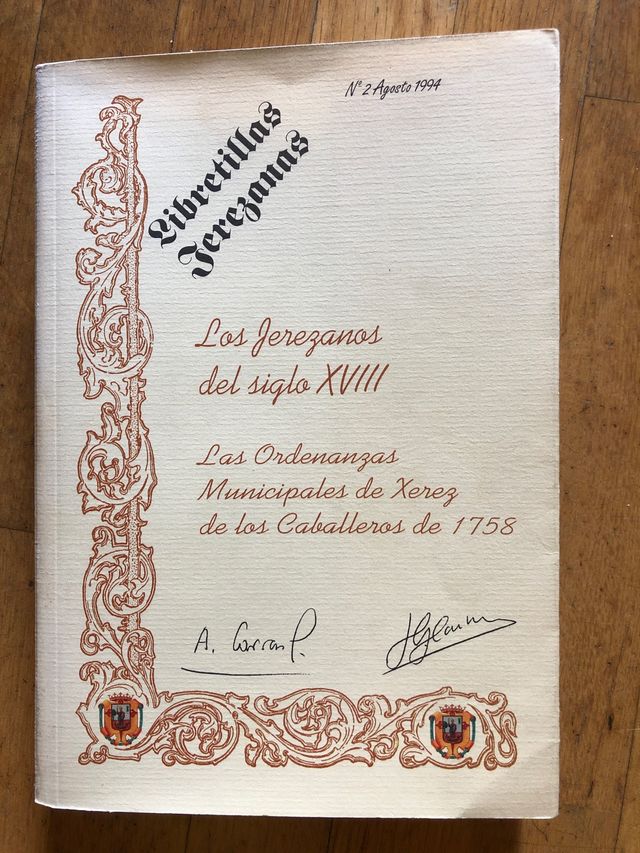 Nº 2 Agosto 1994
Libretillas
Jerezanas
Los Jerezanos
del siglo XVIII
Las Ordenanzas
Municipales de Xerez
de los Caballeros de 1758
A.